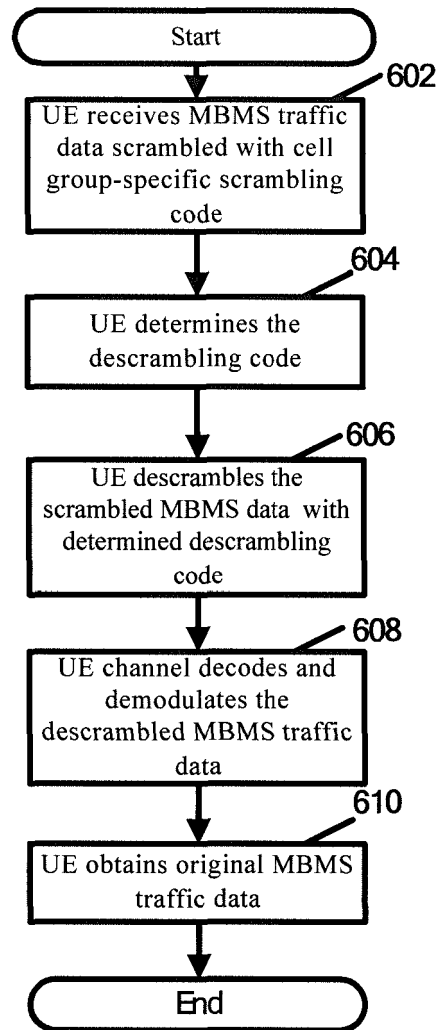 Start
602
UE receives MBMS traffic
data scrambled with cell
group-specific scrambling
code
604
UE determines the
descrambling code
606
UE descrambles the
scrambled MBMS data with
determined descrambling
code
608
UE channel decodes and
demodulates the
descrambled MBMS traffic
data
610
UE obtains original MBMS
traffic data
End